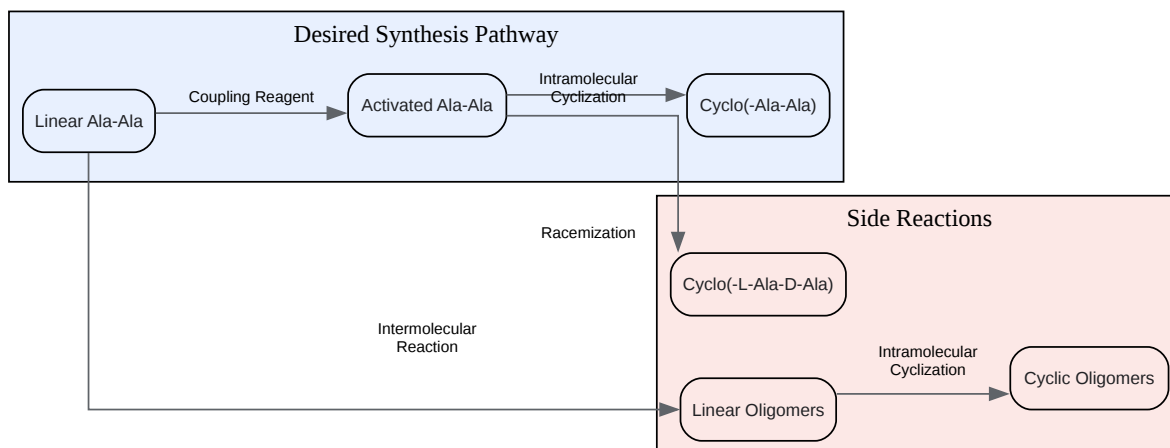 Desired Synthesis Pathway
Linear Ala-Ala
Coupling Reagent
Activated Ala-Ala
Intramolecular
Cyclization
Cyclo(-Ala-Ala)
Side Reactions
Racemization
Cyclo(-L-Ala-D-Ala)
Intermolecular
Reaction
Linear Oligomers
Intramolecular
Cyclization
Cyclic Oligomers